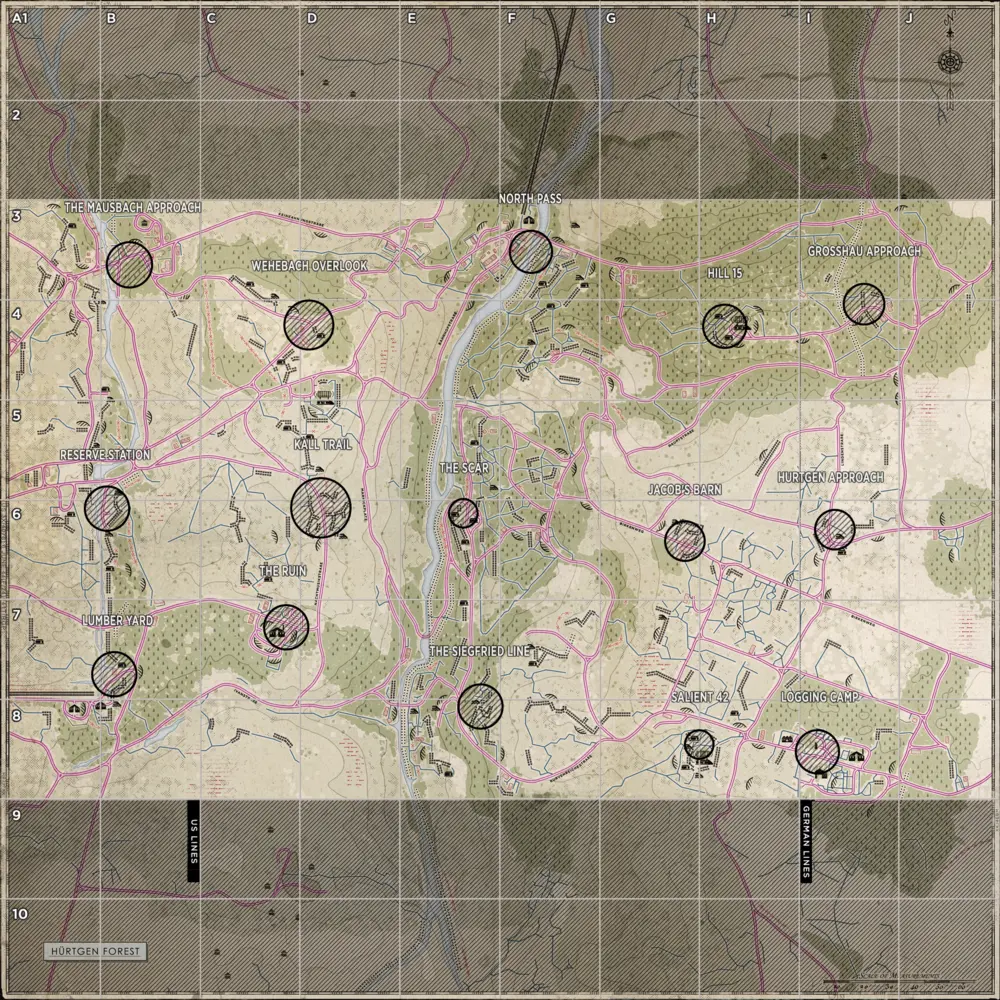 A1 B C D E F G H I J
2
3
THE MAUSBACH APPROACH
NORTH PASS
WEHEBACH OVERLOOK
HILL 15
GROSSHAU APPROACH
4
5
KALL TRAIL
RESERVE STATION
THE SCAR
JACOB'S BARN
HURTGEN APPROACH
6
THE RUIN
7
LUMBER YARD
THE SIEGFRIED LINE
8
SALIENT 42
LOGGING CAMP
9
US LINES
GERMAN LINES
10
HÜRTGEN FOREST